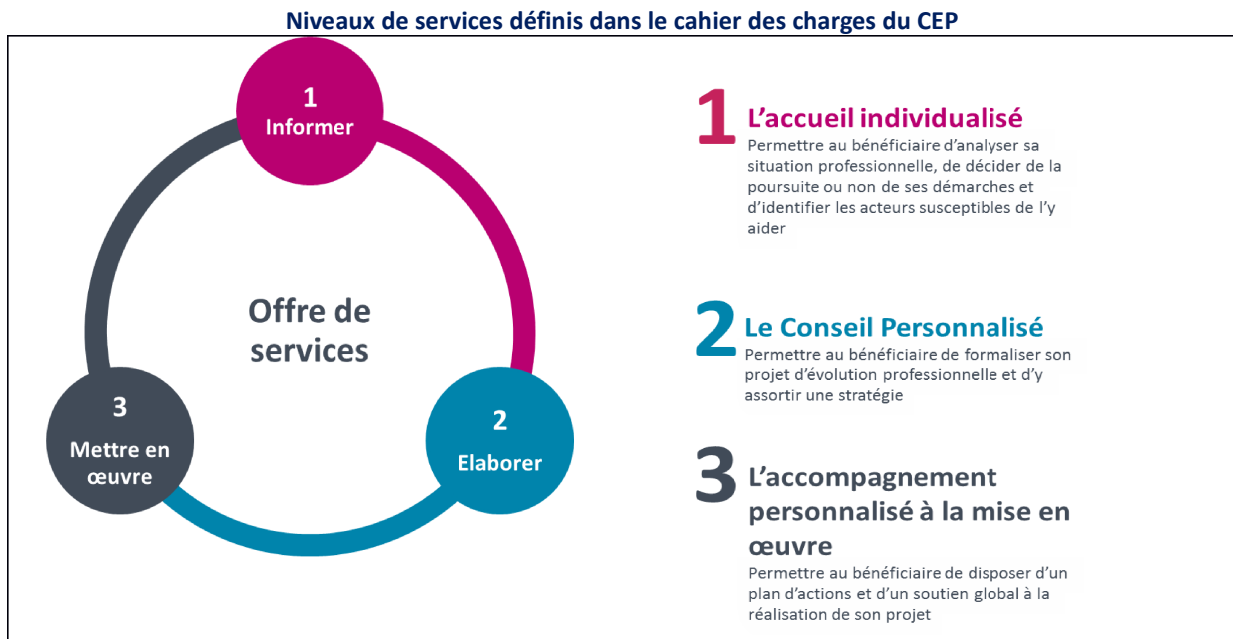 Niveaux de services définis dans le cahier des charges du CEP
1
Informer
Offre de
services
3
Mettre en
œuvre
2
Elaborer
1 L’accueil individualisé
Permettre au bénéficiaire d’analyser sa
situation professionnelle, de décider de la
poursuite ou non de ses démarches et
d’identifier les acteurs susceptibles de l’y
aider
2 Le Conseil Personnalisé
Permettre au bénéficiaire de formaliser son
projet d’évolution professionnelle et d’y
assortir une stratégie
3 L’accompagnement
personnalisé à la mise en
œuvre
Permettre au bénéficiaire de disposer d’un
plan d’actions et d’un soutien global à la
réalisation de son projet